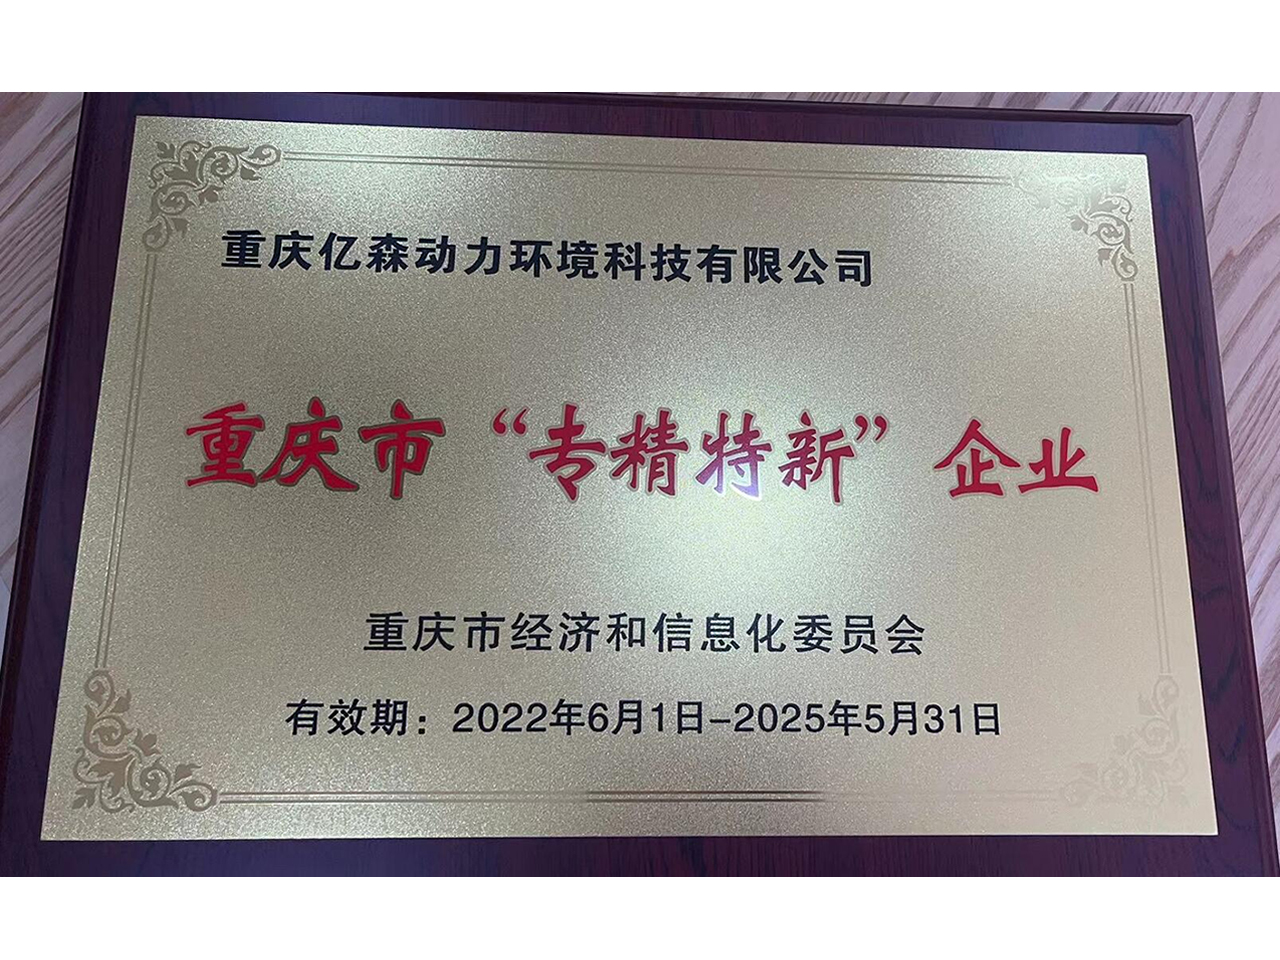 重庆亿森动力环境科技有限公司
重庆市“专精特新”企业
重庆市经济和信息化委员会
有效期：2022年6月1日-2025年5月31日